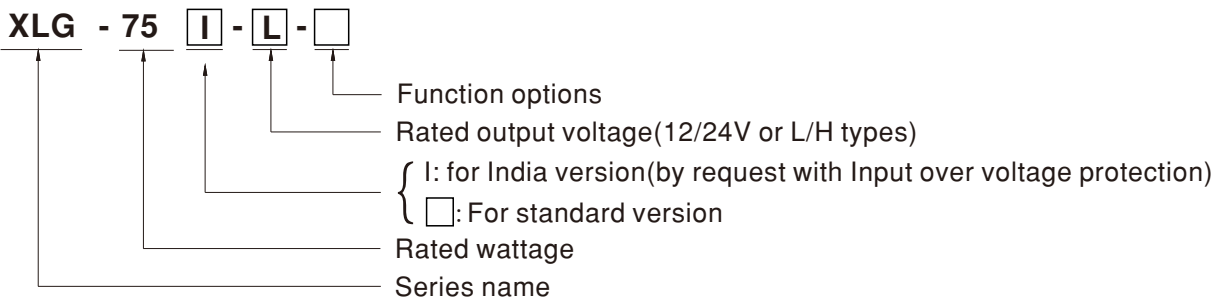 XLG - 75 I - L - □
Function options
Rated output voltage(12/24V or L/H types)
I: for India version(by request with Input over voltage protection)
□: For standard version
Rated wattage
Series name